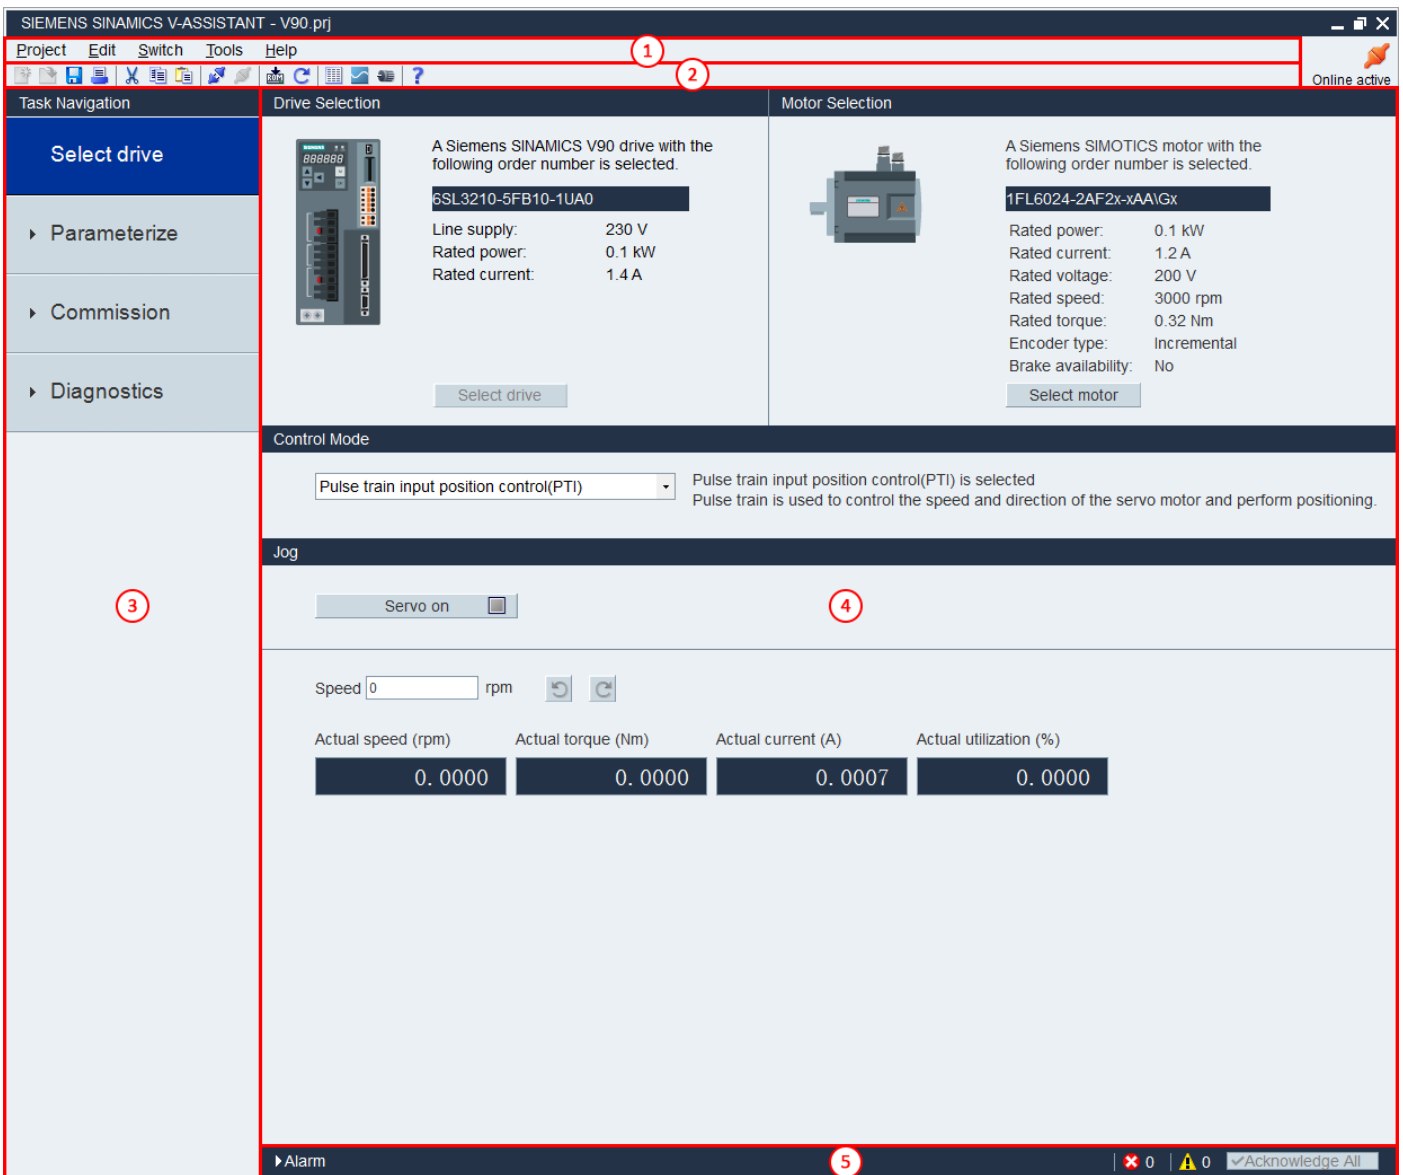 SIEMENS SINAMICS V-ASSISTANT - V90.prj
Project Edit Switch Tools Help
1
Online active
2
Task Navigation
Select drive
Parameterize
Commission
Diagnostics
3
Drive Selection
SIEMENS
888888
A Siemens SINAMICS V90 drive with the
following order number is selected.
6SL3210-5FB10-1UA0
Line supply: 230 V
Rated power: 0.1 kW
Rated current: 1.4 A
Select drive
Motor Selection
A Siemens SIMOTICS motor with the
following order number is selected.
1FL6024-2AF2x-xAA\Gx
Rated power: 0.1 kW
Rated current: 1.2 A
Rated voltage: 200 V
Rated speed: 3000 rpm
Rated torque: 0.32 Nm
Encoder type: Incremental
Brake availability: No
Select motor
Control Mode
Pulse train input position control(PTI)
Pulse train input position control(PTI) is selected
Pulse train is used to control the speed and direction of the servo motor and perform positioning.
Jog
Servo on
4
Speed 0 rpm
Actual speed (rpm) Actual torque (Nm) Actual current (A) Actual utilization (%)
0.0000 0.0000 0.0007 0.0000
Alarm
5
0
0
Acknowledge All